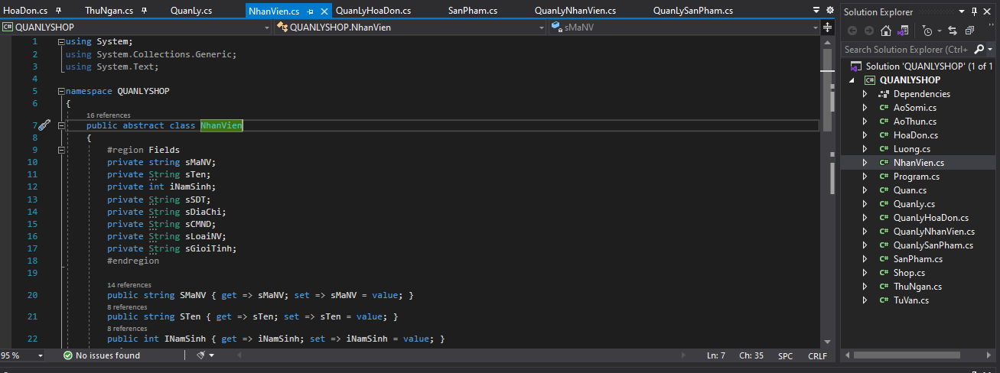 HoaDon.cs ThuNgan.cs QuanLy.cs NhanVien.cs QuanLyHoaDon.cs SanPham.cs QuanLyNhanVien.cs QuanLySanPham.cs
C# QUANLYSHOP QUANLYSHOP.NhanVien sMaNV
1 using System;
2 using System.Collections.Generic;
3 using System.Text;
4
5 namespace QUANLYSHOP
6 {
16 references
7 public abstract class NhanVien
8 {
9 #region Fields
10 private string sMaNV;
11 private String sTen;
12 private int iNamSinh;
13 private String sSDT;
14 private String sDiaChi;
15 private String sCMND;
16 private String sLoaiNV;
17 private String sGioiTinh;
18 #endregion
19
14 references
20 public string SMaNV { get => sMaNV; set => sMaNV = value; }
8 references
21 public string STen { get => sTen; set => sTen = value; }
8 references
22 public int INamSinh { get => iNamSinh; set => iNamSinh = value; }
95 % No issues found Ln: 7 Ch: 35 SPC CRLF
Solution Explorer
Search Solution Explorer (Ctrl+
Solution 'QUANLYSHOP' (1 of 1
C# QUANLYSHOP
Dependencies
C# AoSomi.cs
C# AoThun.cs
C# HoaDon.cs
C# Luong.cs
C# NhanVien.cs
C# Program.cs
C# Quan.cs
C# QuanLy.cs
C# QuanLyHoaDon.cs
C# QuanLyNhanVien.cs
C# QuanLySanPham.cs
C# SanPham.cs
C# Shop.cs
C# ThuNgan.cs
C# TuVan.cs